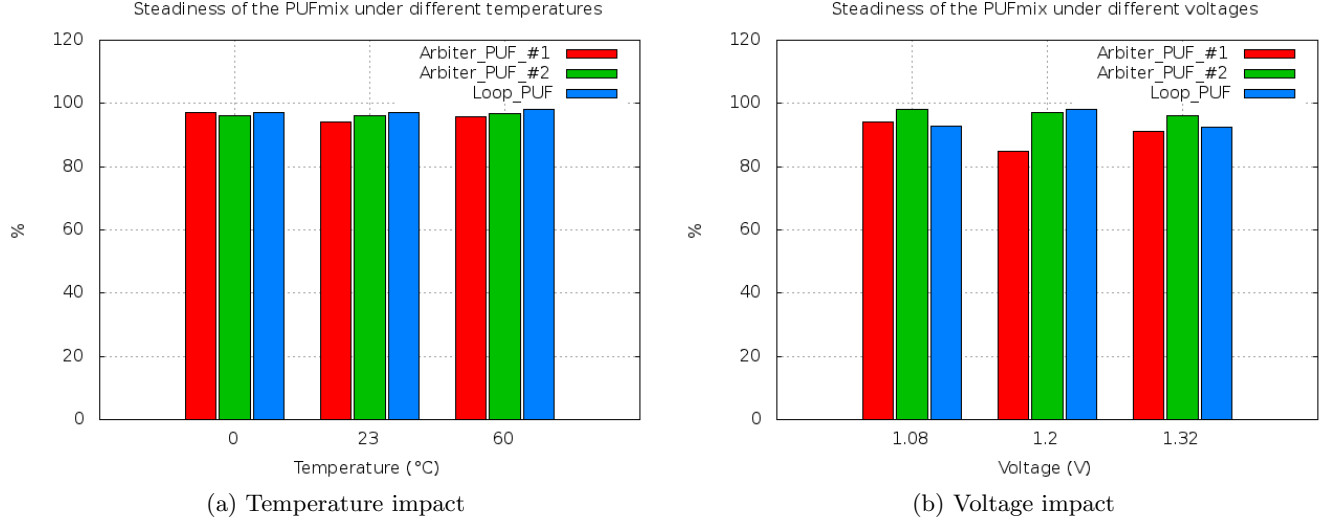 Steadiness of the PUFmix under different temperatures
120
100
80
60
40
20
0
%
Arbiter_PUF_#1
Arbiter_PUF_#2
Loop_PUF
0 23 60
Temperature (°C)
(a) Temperature impact
Steadiness of the PUFmix under different voltages
120
100
80
60
40
20
0
%
Arbiter_PUF_#1
Arbiter_PUF_#2
Loop_PUF
1.08 1.2 1.32
Voltage (V)
(b) Voltage impact